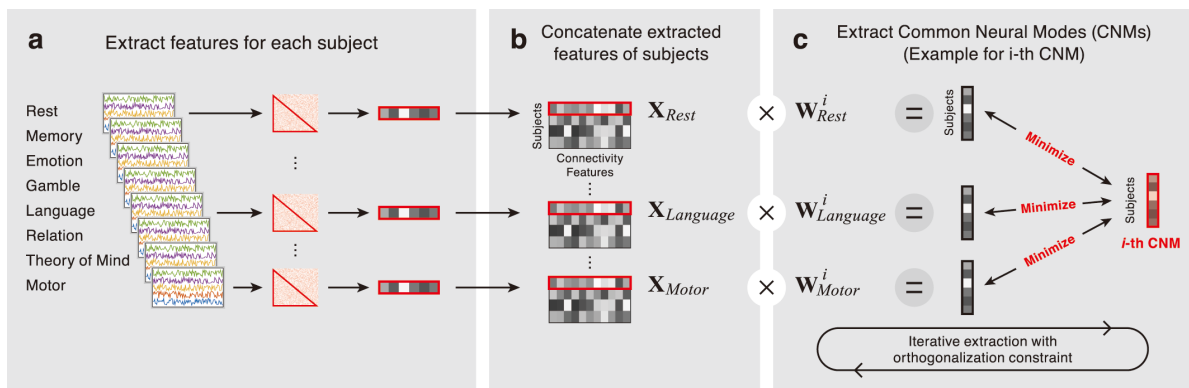 a
Extract features for each subject
Rest
Memory
Emotion
Gamble
Language
Relation
Theory of Mind
Motor
⋮
⋮
b
Concatenate extracted
features of subjects
Subjects
Connectivity
Features
⋮
⋮
X_Rest
X_Language
X_Motor
×
×
×
c
Extract Common Neural Modes (CNMs)
(Example for i-th CNM)
W^i_Rest
=
Subjects
W^i_Language
=
W^i_Motor
=
Minimize
Minimize
Minimize
Subjects
i-th CNM
Iterative extraction with
orthogonalization constraint